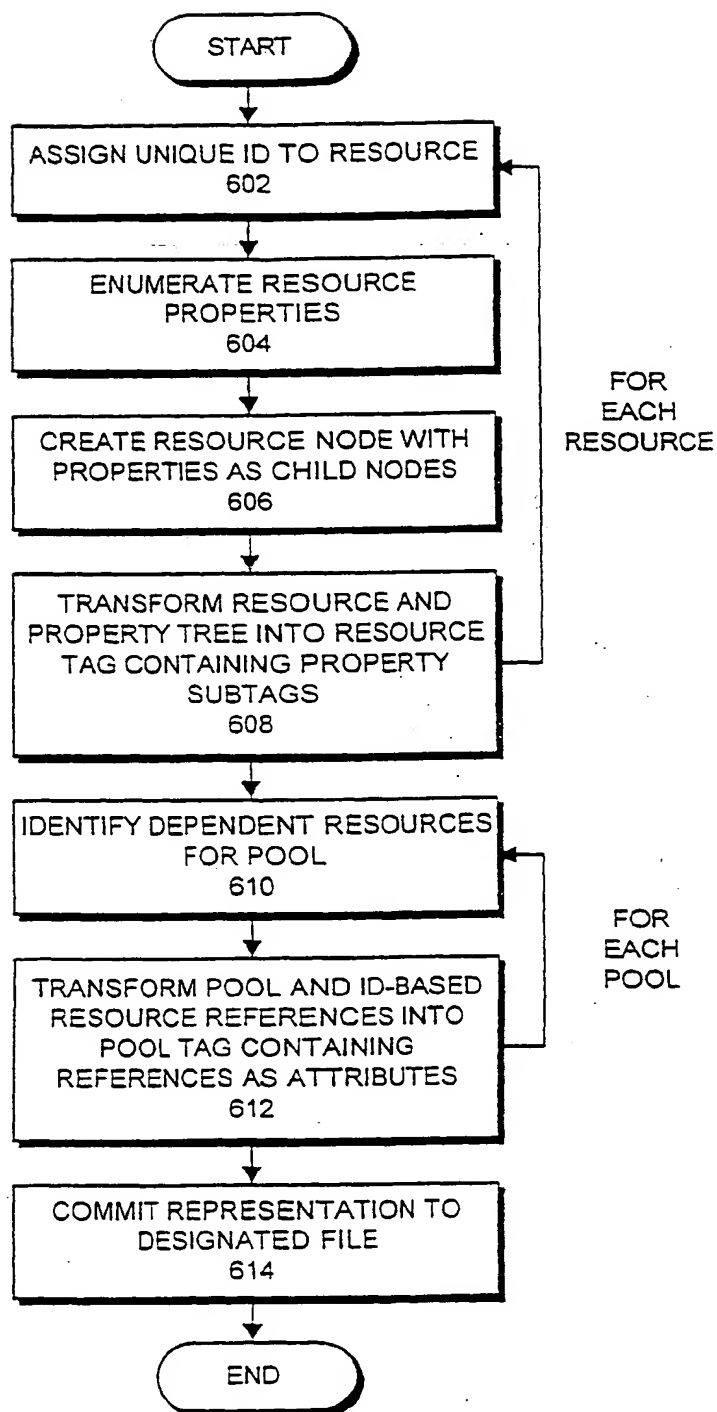 START
ASSIGN UNIQUE ID TO RESOURCE
602
ENUMERATE RESOURCE
PROPERTIES
604
CREATE RESOURCE NODE WITH
PROPERTIES AS CHILD NODES
606
TRANSFORM RESOURCE AND
PROPERTY TREE INTO RESOURCE
TAG CONTAINING PROPERTY
SUBTAGS
608
FOR
EACH
RESOURCE
IDENTIFY DEPENDENT RESOURCES
FOR POOL
610
TRANSFORM POOL AND ID-BASED
RESOURCE REFERENCES INTO
POOL TAG CONTAINING
REFERENCES AS ATTRIBUTES
612
FOR
EACH
POOL
COMMIT REPRESENTATION TO
DESIGNATED FILE
614
END